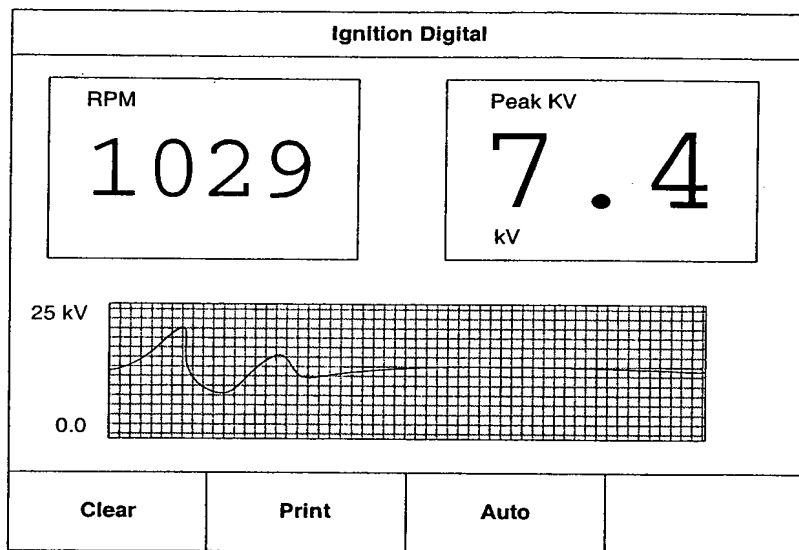 Ignition Digital
RPM
1029
Peak KV
7.4
kV
25 kV
0.0
Clear
Print
Auto